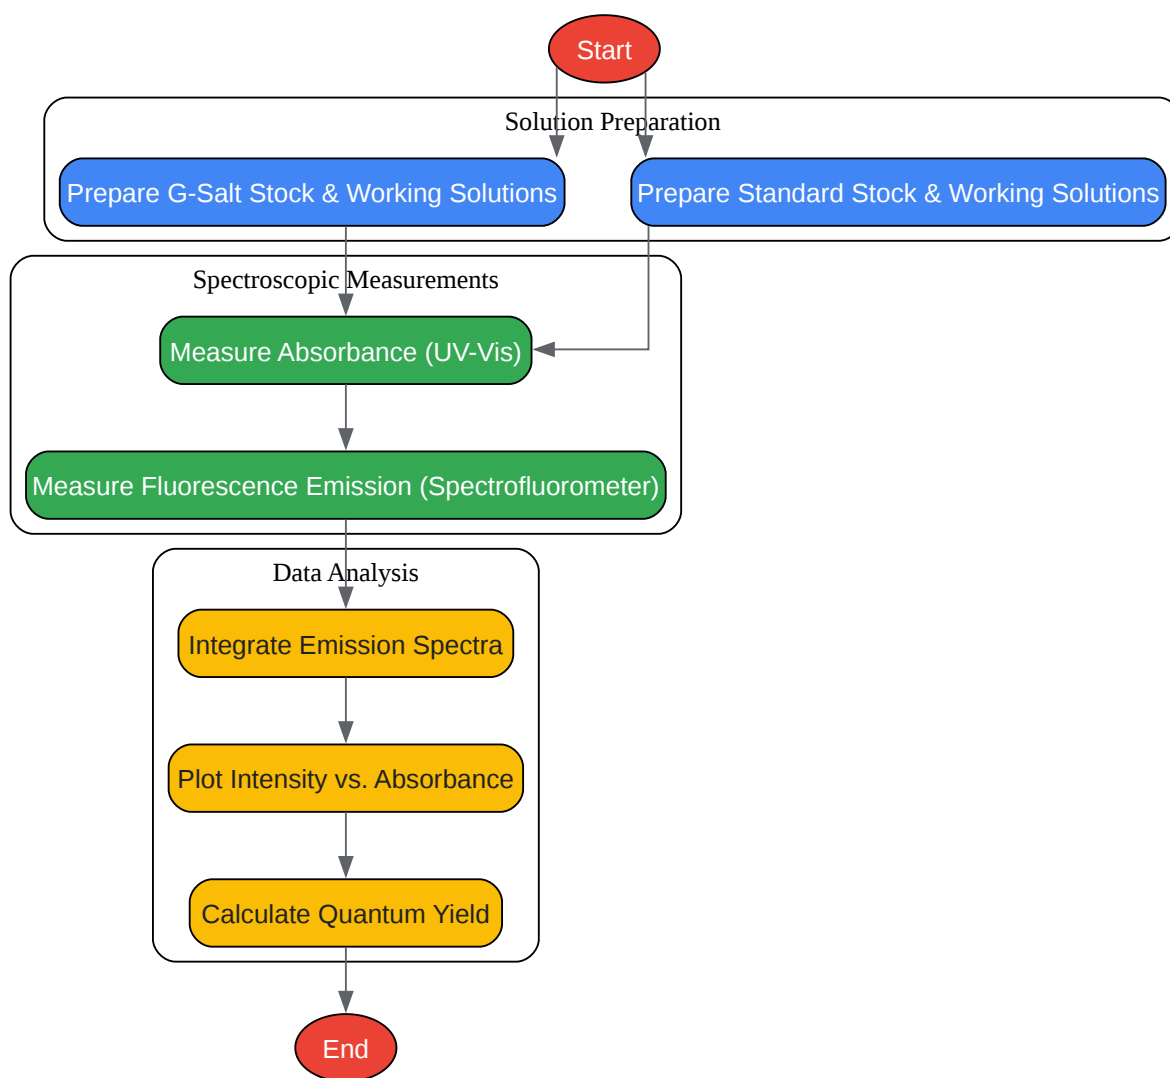 Start
Solution Preparation
Prepare G-Salt Stock & Working Solutions
Prepare Standard Stock & Working Solutions
Spectroscopic Measurements
Measure Absorbance (UV-Vis)
Measure Fluorescence Emission (Spectrofluorometer)
Data Analysis
Integrate Emission Spectra
Plot Intensity vs. Absorbance
Calculate Quantum Yield
End